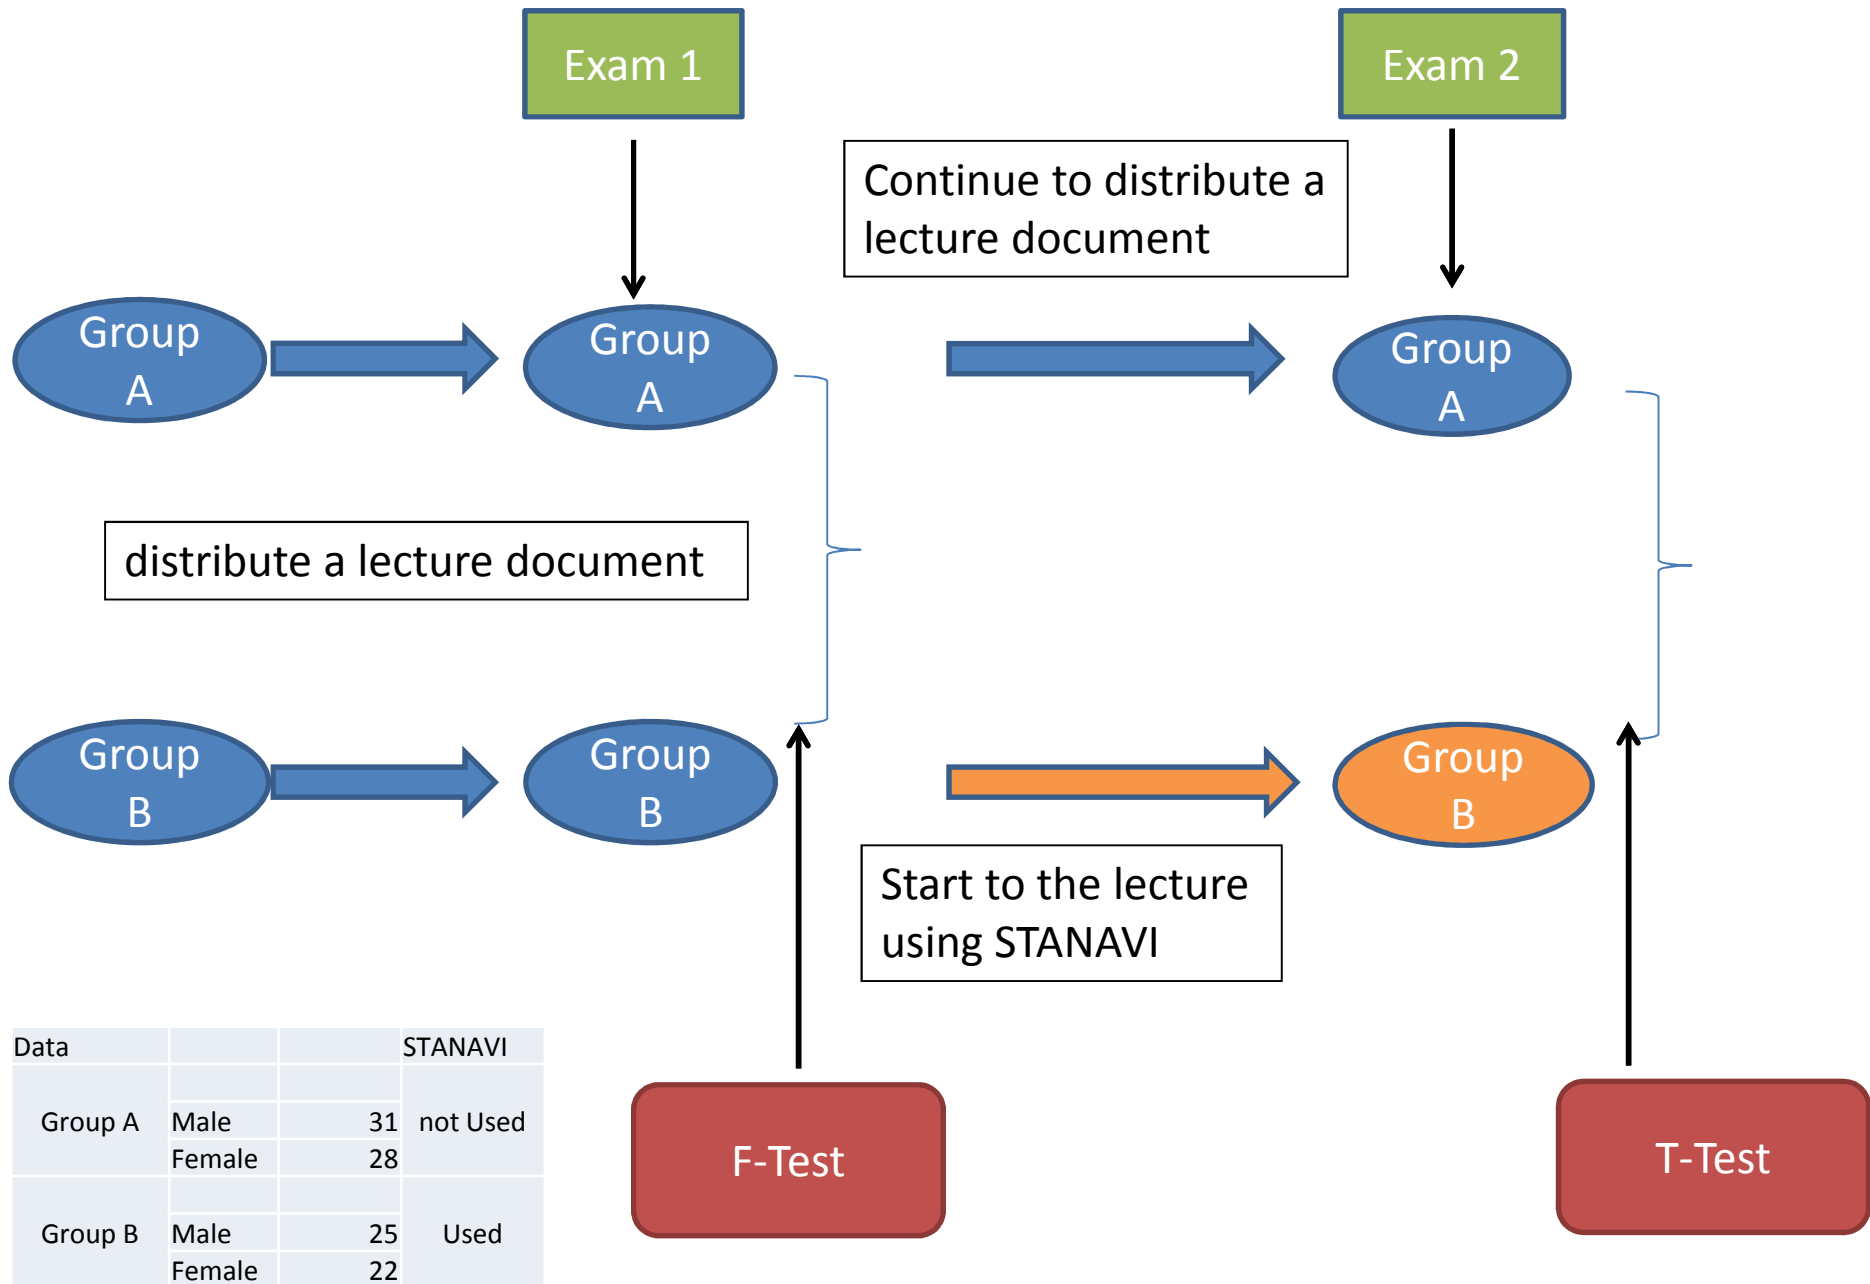 Exam 1
Exam 2
Continue to distribute a
lecture document
Group
A
Group
A
Group
A
distribute a lecture document
Group
B
Group
B
Group
B
Start to the lecture
using STANAVI
Data STANAVI
Group A Male 31 not Used
Female 28
Group B Male 25 Used
Female 22
F-Test
T-Test